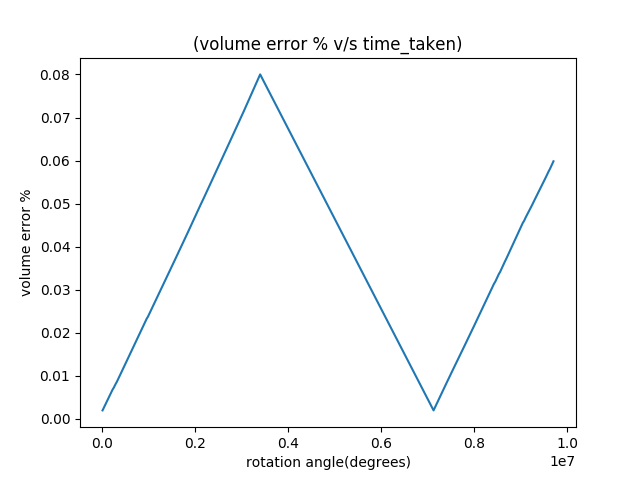 (volume error % v/s time_taken)
0.08
0.07
0.06
0.05
0.04
0.03
0.02
0.01
0.00
volume error %
0.0 0.2 0.4 0.6 0.8 1.0
1e7
rotation angle(degrees)